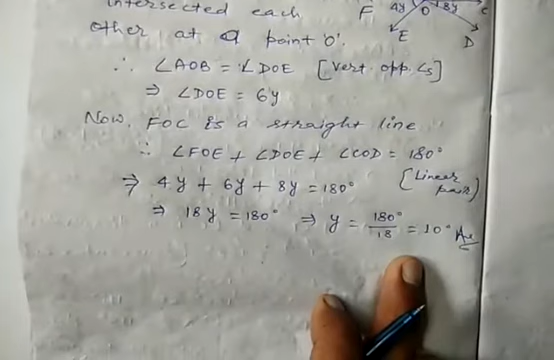 intersected each
other at a point 'O'.
∴ ∠AOB = ∠DOE [Vert. opp. ∠s]
⇒ ∠DOE = 6y
Now, FOC is a straight line
∴ ∠FOE + ∠DOE + ∠COD = 180°
⇒ 4y + 6y + 8y = 180° (Linear pair)
⇒ 18y = 180° ⇒ y = 180°/18 = 10° Ans
F 4y O 8y C
E D